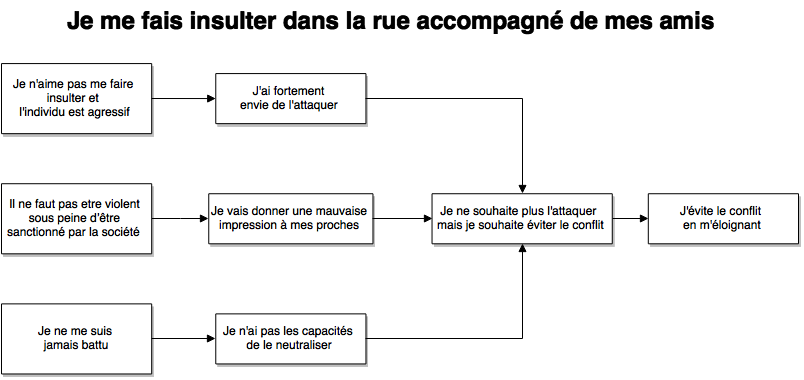 Je me fais insulter dans la rue accompagné de mes amis
Je n'aime pas me faire
insulter et
l'individu est agressif
J'ai fortement
envie de l'attaquer
Il ne faut pas etre violent
sous peine d'être
sanctionné par la société
Je vais donner une mauvaise
impression à mes proches
Je ne souhaite plus l'attaquer
mais je souhaite éviter le conflit
J'évite le conflit
en m'éloignant
Je ne me suis
jamais battu
Je n'ai pas les capacités
de le neutraliser